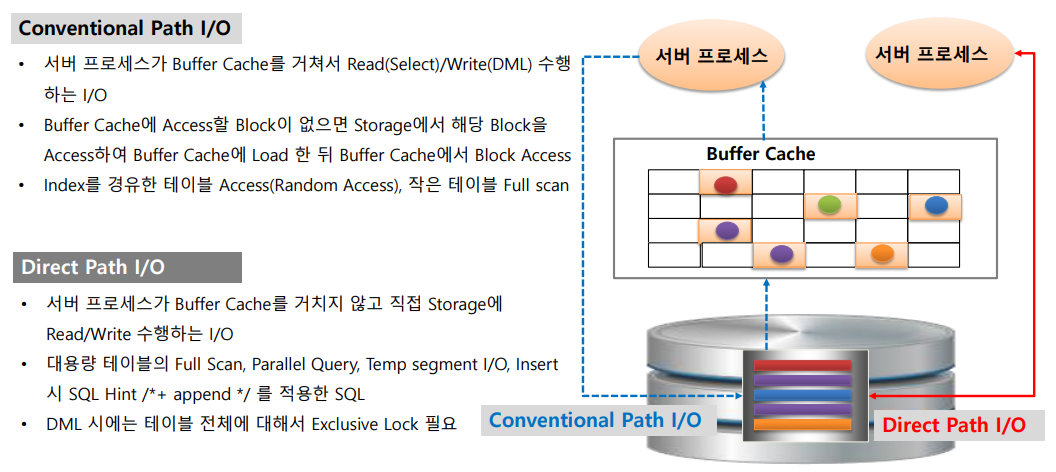 Conventional Path I/O
• 서버 프로세스가 Buffer Cache를 거쳐서 Read(Select)/Write(DML) 수행
하는 I/O
• Buffer Cache에 Access할 Block이 없으면 Storage에서 해당 Block을
Access하여 Buffer Cache에 Load 한 뒤 Buffer Cache에서 Block Access
• Index를 경유한 테이블 Access(Random Access), 작은 테이블 Full scan
Direct Path I/O
• 서버 프로세스가 Buffer Cache를 거치지 않고 직접 Storage에
Read/Write 수행하는 I/O
• 대용량 테이블의 Full Scan, Parallel Query, Temp segment I/O, Insert
시 SQL Hint /*+ append */ 를 적용한 SQL
• DML 시에는 테이블 전체에 대해서 Exclusive Lock 필요
서버 프로세스
서버 프로세스
Buffer Cache
Conventional Path I/O
Direct Path I/O